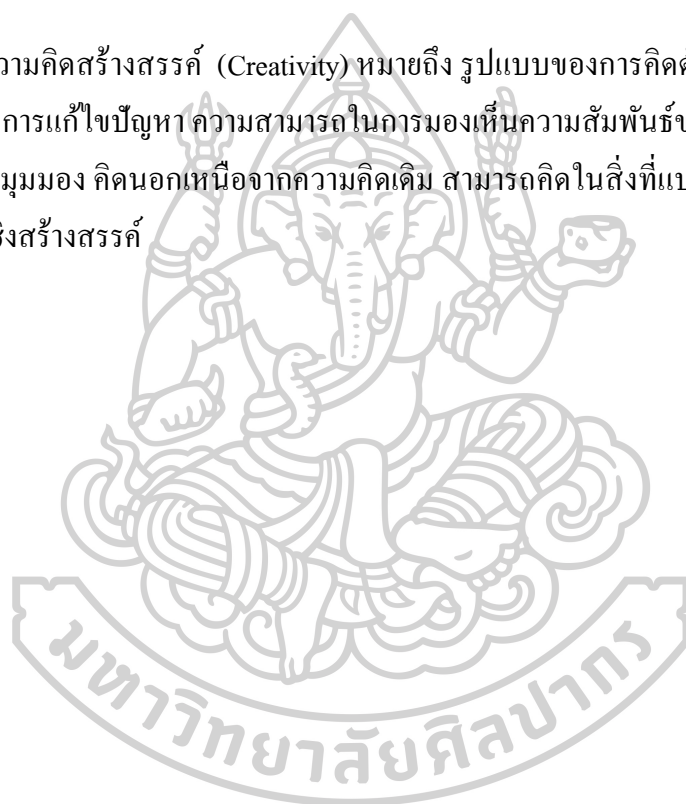 วามคิดสร้างสรรค์ (Creativity) หมายถึง รูปแบบของการคิด
การแก้ไขปัญหา ความสามารถในการมองเห็นความสัมพันธ์
มุมมอง คิดนอกเหนือจากความคิดเดิม สามารถคิดในสิ่งที่
ชิงสร้างสรรค์
มหาวิทยาลัยศิลปากร